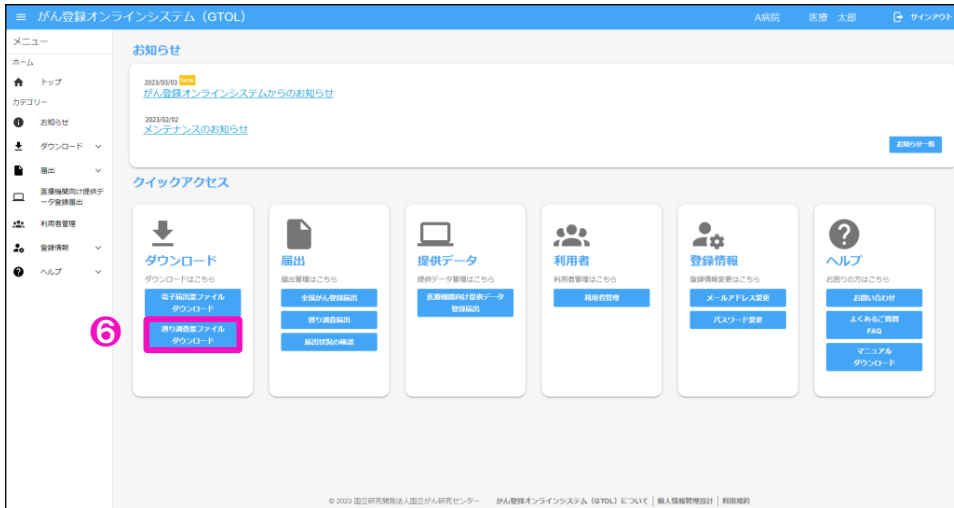 がん登録オンラインシステム（GTOL）
A病院
医療 太郎
サインアウト
メニュー
ホーム
トップ
カテゴリー
お知らせ
ダウンロード
届出
医療機関向け提供デ
ータ登録届出
利用者管理
登録情報
ヘルプ
お知らせ
2023/03/03 New
がん登録オンラインシステムからのお知らせ
2023/02/02
メンテナンスのお知らせ
お知らせ一覧
クイックアクセス
ダウンロード
ダウンロードはこちら
電子届出票ファイル
ダウンロード
遡り調査票ファイル
ダウンロード
❻
届出
届出管理はこちら
全国がん登録届出
遡り調査届出
届出状況の確認
提供データ
提供データ管理はこちら
医療機関向け提供データ
登録届出
利用者
利用者管理はこちら
利用者管理
登録情報
登録情報変更はこちら
メールアドレス変更
パスワード変更
ヘルプ
お困りの方はこちら
お問い合わせ
よくあるご質問
FAQ
マニュアル
ダウンロード
© 2023 国立研究開発法人国立がん研究センター がん登録オンラインシステム（GTOL）について | 個人情報管理設計 | 利用規約